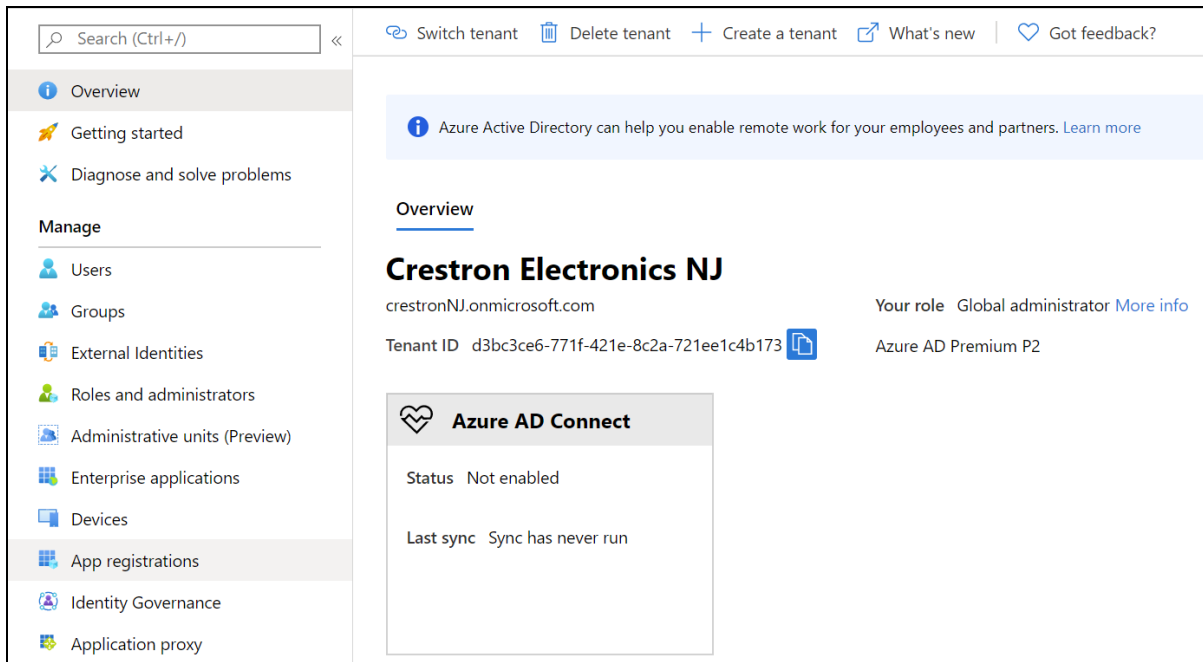 Search (Ctrl+/)
«
Overview
Getting started
Diagnose and solve problems
Manage
Users
Groups
External Identities
Roles and administrators
Administrative units (Preview)
Enterprise applications
Devices
App registrations
Identity Governance
Application proxy
Switch tenant Delete tenant Create a tenant What's new Got feedback?
Azure Active Directory can help you enable remote work for your employees and partners. Learn more
Overview
Crestron Electronics NJ
crestronNJ.onmicrosoft.com
Your role Global administrator More info
Tenant ID d3bc3ce6-771f-421e-8c2a-721ee1c4b173
Azure AD Premium P2
Azure AD Connect
Status Not enabled
Last sync Sync has never run